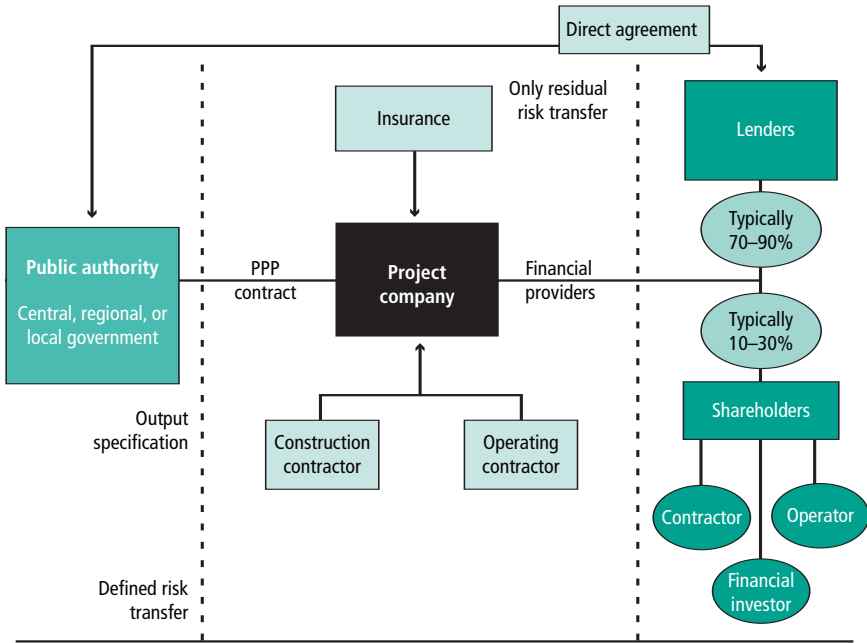 Direct agreement
Only residual
risk transfer
Insurance
Lenders
Typically
70–90%
Public authority
Central, regional, or
local government
PPP
contract
Project
company
Financial
providers
Typically
10–30%
Output
specification
Construction
contractor
Operating
contractor
Shareholders
Contractor
Operator
Financial
investor
Defined risk
transfer